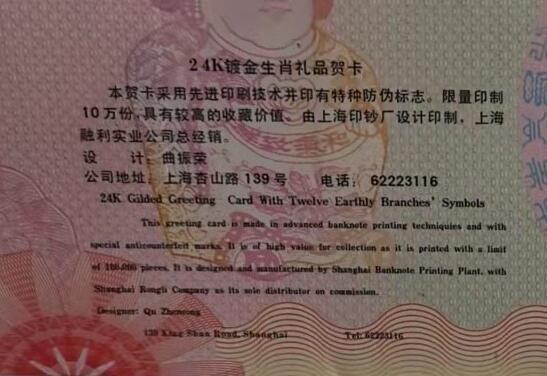 24K镀金生肖礼品贺卡
本贺卡采用先进印刷技术并印有特种防伪标志。限量印制
10万份,具有较高的收藏价值、由上海印钞厂设计印制,上海
融利实业公司总经销。
设 计: 曲振荣
公司地址: 上海杏山路139号 电话: 62223116
24K Gilded Greeting Card With Twelve Earthly Branches' Symbols
This greeting card is made in advanced banknote printing techniquies and with
special anticounterfeit marks. It is of high value for collection as it is printed with a limit
of 100,000 pieces. It is designed and manufactured by Shanghai Banknote Printing Plant, with
Shanghai Rongli Company as its sole distributor on commission.
Designer: Qu Zhenrong
139 Xing Shan Road, Shanghai Tel: 62223116